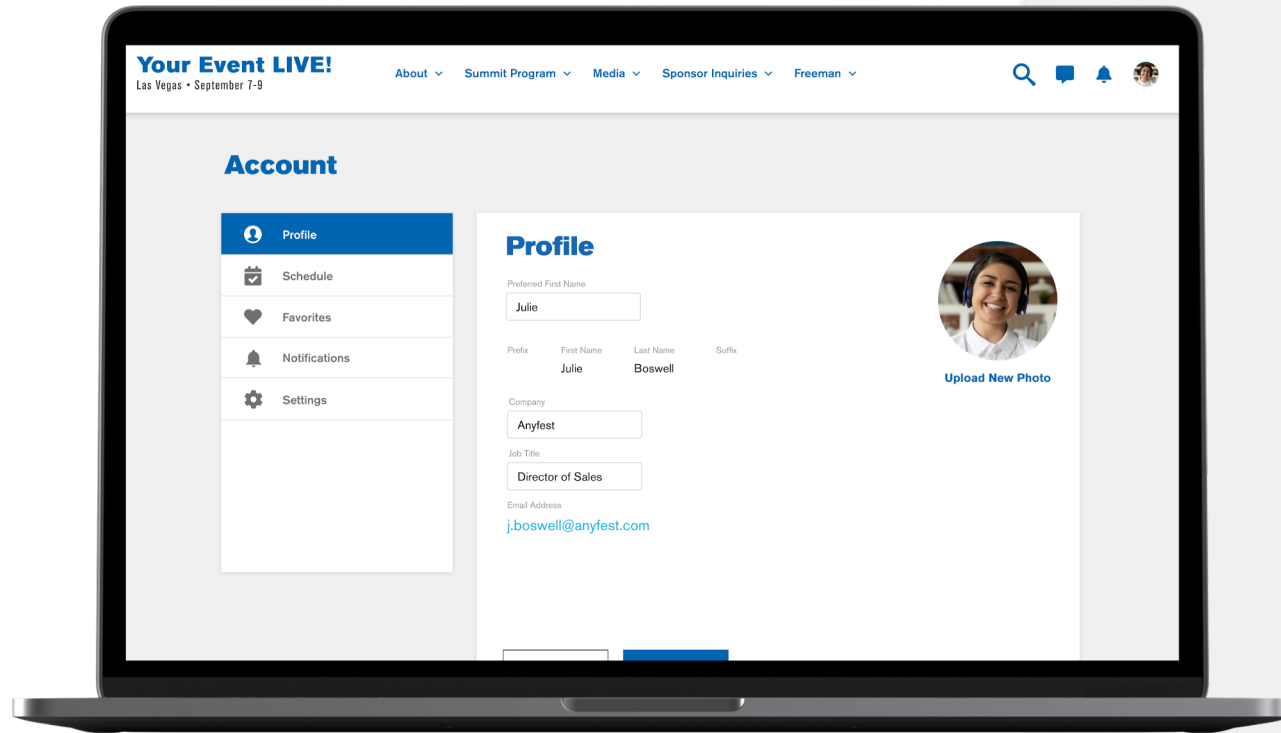 Your Event LIVE!
Las Vegas • September 7-9
About Summit Program Media Sponsor Inquiries Freeman
Account
Profile
Schedule
Favorites
Notifications
Settings
Profile
Preferred First Name
Julie
Prefix First Name Last Name Suffix
Julie Boswell
Company
Anyfest
Job Title
Director of Sales
Email Address
j.boswell@anyfest.com
Upload New Photo